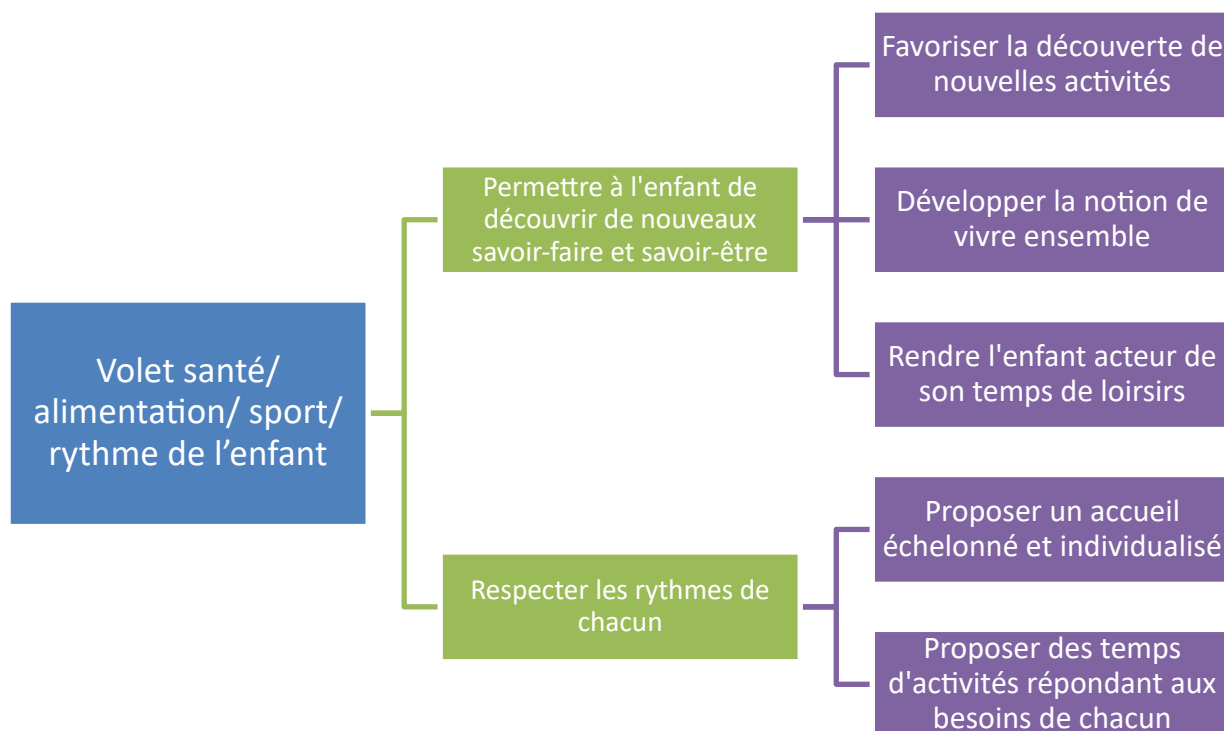 Favoriser la découverte de
nouvelles activités
Permettre à l'enfant de
découvrir de nouveaux
savoir-faire et savoir-être
Développer la notion de
vivre ensemble
Volet santé/
alimentation/ sport/
rythme de l’enfant
Rendre l'enfant acteur de
son temps de loirsirs
Proposer un accueil
échelonné et individualisé
Respecter les rythmes de
chacun
Proposer des temps
d'activités répondant aux
besoins de chacun